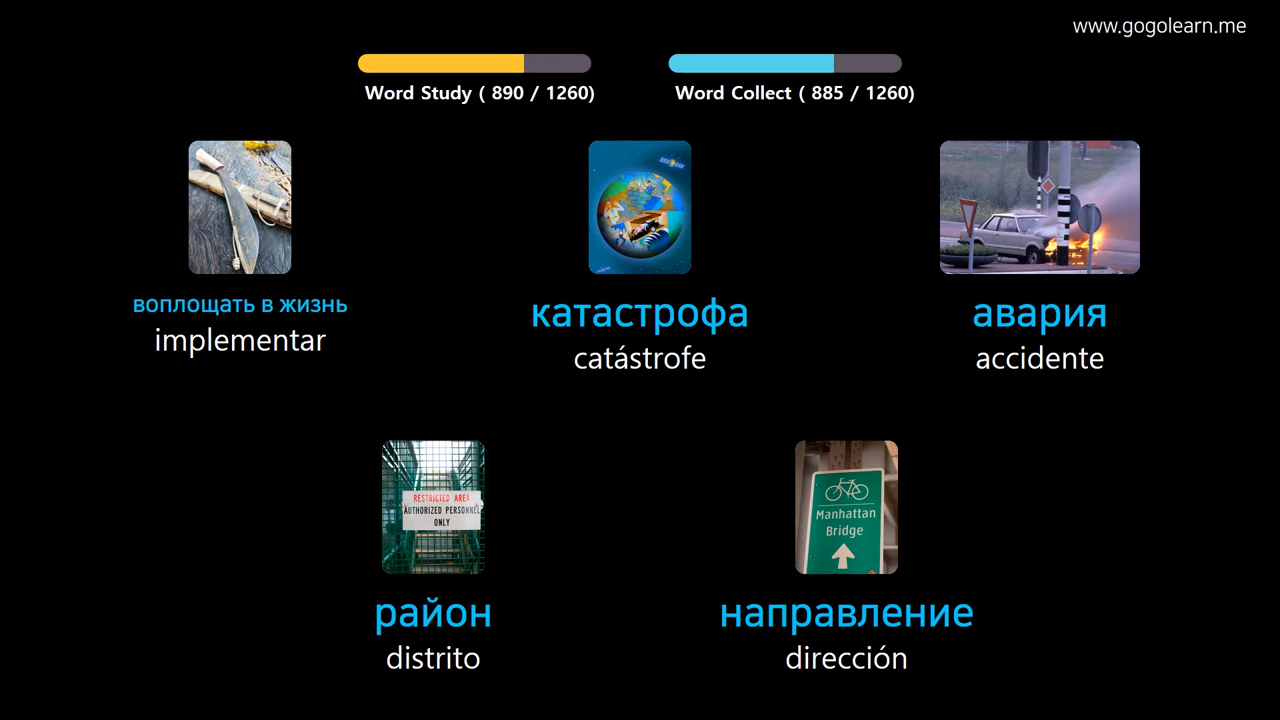 www.gogolearn.me
Word Study ( 890 / 1260)
Word Collect ( 885 / 1260)
воплощать в жизнь
implementar
катастрофа
catástrofe
авария
accidente
RESTRICTED AREA
AUTHORIZED PERSONNEL
ONLY
район
distrito
Manhattan
Bridge
направление
dirección